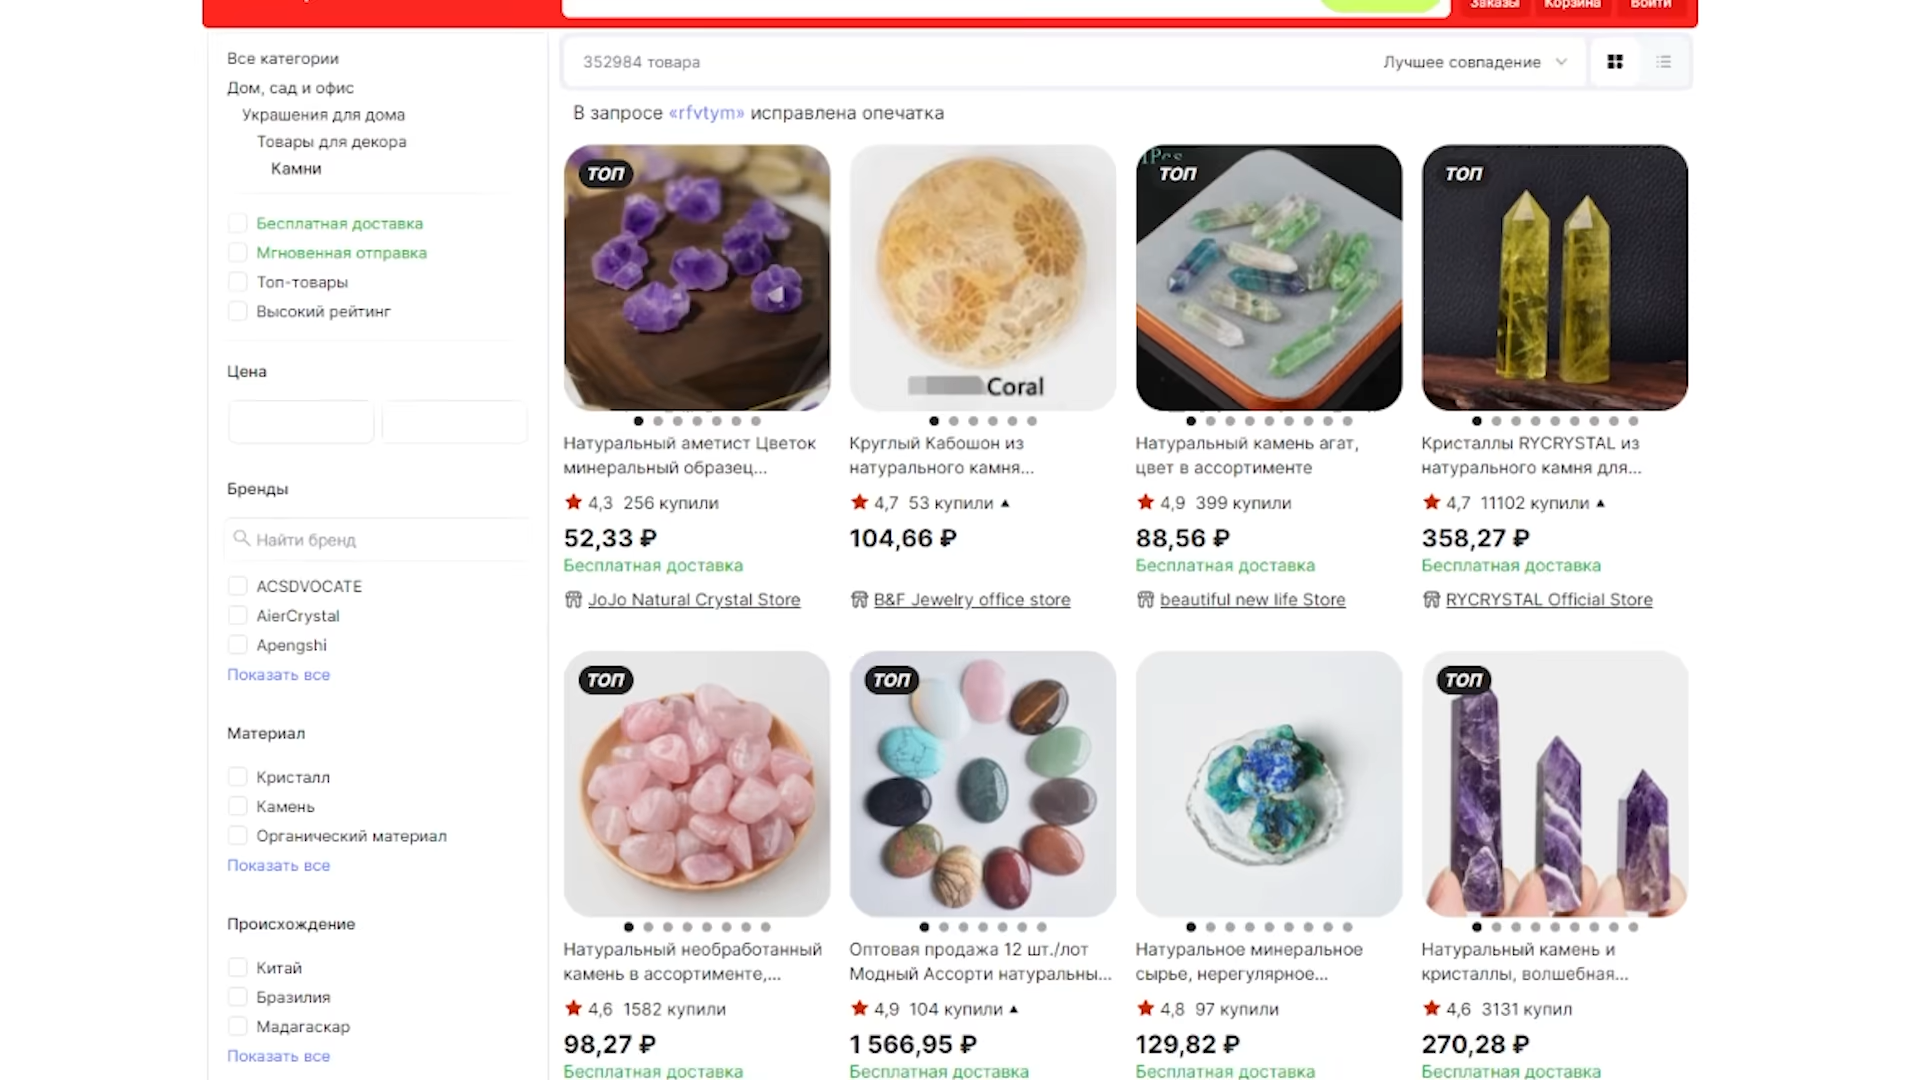 Заказы
Корзина
Войти
Все категории
Дом, сад и офис
Украшения для дома
Товары для декора
Камни
Бесплатная доставка
Мгновенная отправка
Топ-товары
Высокий рейтинг
Цена
Бренды
Найти бренд
ACSDVOCATE
AierCrystal
Apengshi
Показать все
Материал
Кристалл
Камень
Органический материал
Показать все
Происхождение
Китай
Бразилия
Мадагаскар
Показать все
352984 товара
Лучшее совпадение
В запросе «rfvtym» исправлена опечатка
ТОП
Натуральный аметист Цветок
минеральный образец...
4,3 256 купили
52,33 ₽
Бесплатная доставка
JoJo Natural Crystal Store
Coral
Круглый Кабошон из
натурального камня...
4,7 53 купили
104,66 ₽
B&F Jewelry office store
1Pcs
ТОП
Натуральный камень агат,
цвет в ассортименте
4,9 399 купили
88,56 ₽
Бесплатная доставка
beautiful new life Store
ТОП
Кристаллы RYCRYSTAL из
натурального камня для...
4,7 11102 купили
358,27 ₽
Бесплатная доставка
RYCRYSTAL Official Store
ТОП
Натуральный необработанный
камень в ассортименте,...
4,6 1582 купили
98,27 ₽
Бесплатная доставка
ТОП
Оптовая продажа 12 шт./лот
Модный Ассорти натуральны...
4,9 104 купили
1 566,95 ₽
Бесплатная доставка
Натуральное минеральное
сырье, нерегулярное...
4,8 97 купили
129,82 ₽
Бесплатная доставка
ТОП
Натуральный камень и
кристаллы, волшебная...
4,6 3131 купил
270,28 ₽
Бесплатная доставка